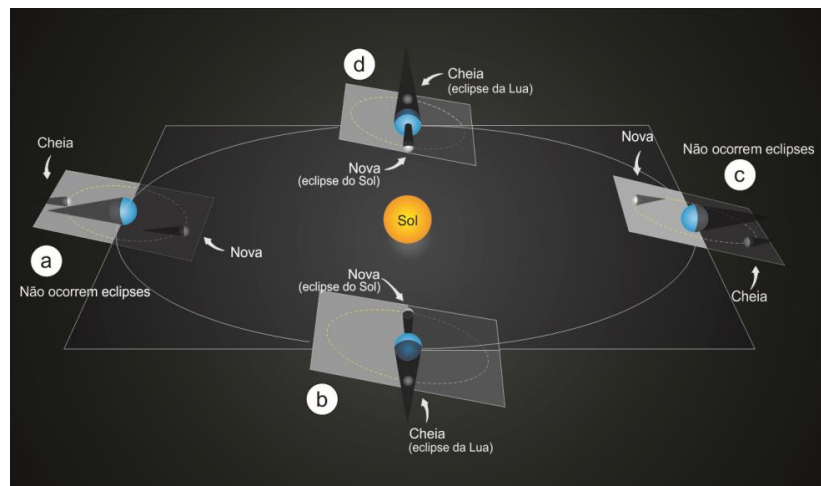 d
Cheia
(eclipse da Lua)
Nova
(eclipse do Sol)
Cheia
Nova
a
Não ocorrem eclipses
Sol
Nova
Não ocorrem eclipses
c
Cheia
Nova
(eclipse do Sol)
b
Cheia
(eclipse da Lua)